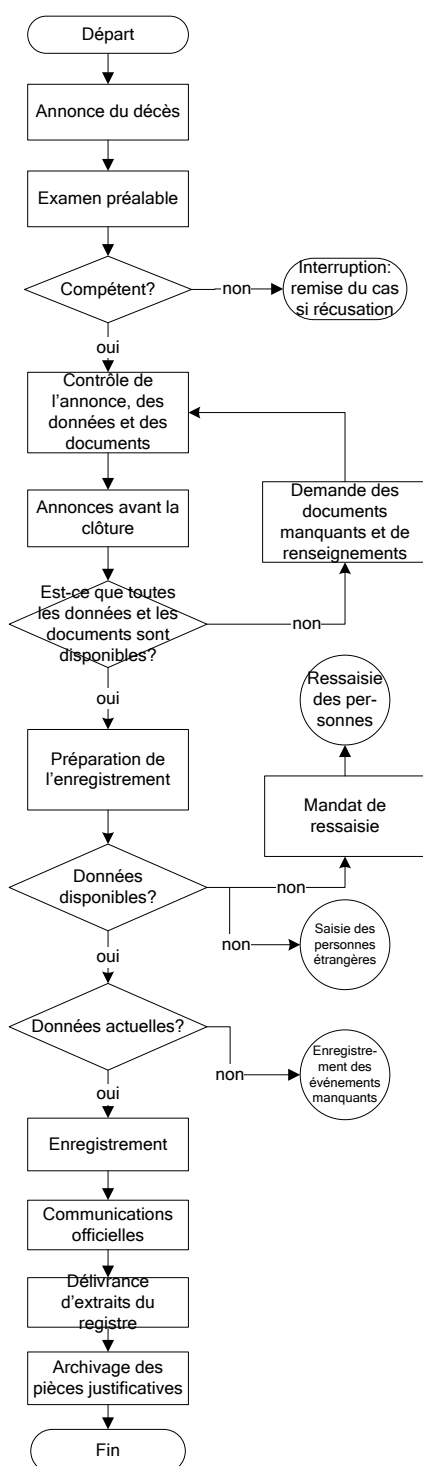 Départ
Annonce du décès
Examen préalable
Compétent?
non
Interruption:
remise du cas
si récusation
oui
Contrôle de
l'annonce, des
données et des
documents
Annonces avant la
clôture
Demande des
documents
manquants et de
renseignements
Est-ce que toutes
les données et les
documents sont
disponibles?
non
oui
Ressaisie
des per-
sonnes
Préparation de
l'enregistrement
Mandat de
ressaisie
Données
disponibles?
non
non
Saisie des
personnes
étrangères
oui
Données actuelles?
non
Enregistre-
ment des
événements
manquants
oui
Enregistrement
Communications
officielles
Délivrance
d'extraits du
registre
Archivage des
pièces justificatives
Fin